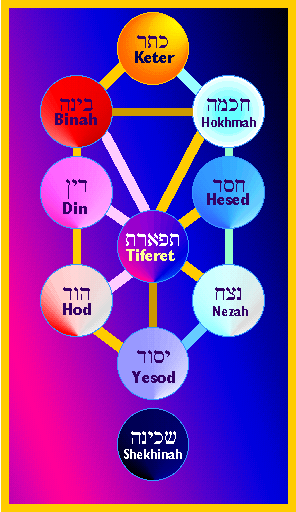 כתר
Keter
בינה
Binah
חכמה
Hokhmah
דין
Din
חסד
Hesed
תפארת
Tiferet
הוד
Hod
נצח
Nezah
יסוד
Yesod
שכינה
Shekhinah